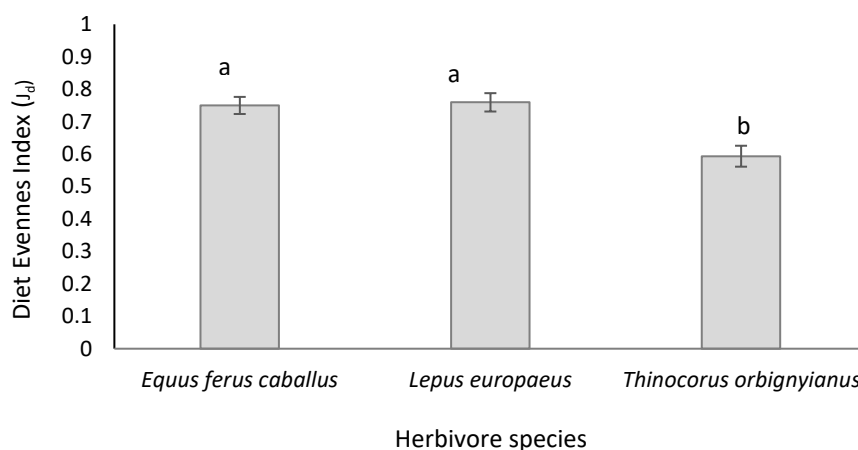 1
0.9
0.8
0.7
0.6
0.5
0.4
0.3
0.2
0.1
0
Diet Evennes Index (Jd)
a
a
b
Equus ferus caballus
Lepus europaeus
Thinocorus orbignyianus
Herbivore species